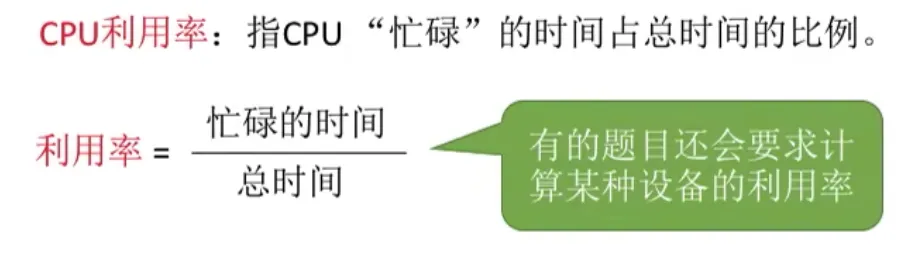 CPU利用率：指CPU “忙碌”的时间占总时间的比例。
利用率 = 忙碌的时间
总时间
有的题目还会要求计
算某种设备的利用率